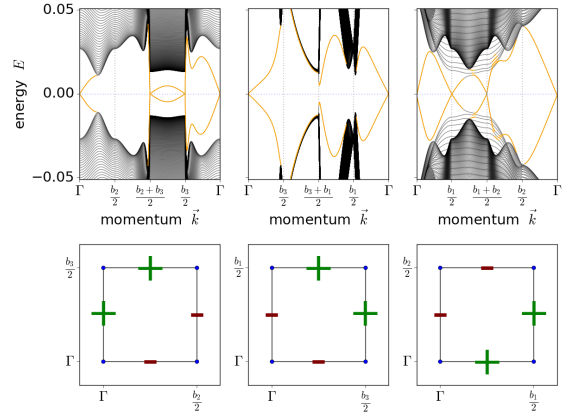 0.05
energy E
0.00
−0.05
Γ b₂/2 (b₂ + b₃)/2 b₃/2 Γ
Γ b₃/2 (b₃ + b₁)/2 b₁/2 Γ
Γ b₁/2 (b₁ + b₂)/2 b₂/2 Γ
momentum k⃗
momentum k⃗
momentum k⃗
b₃/2
Γ
Γ b₂/2
b₁/2
Γ
Γ b₃/2
b₂/2
Γ
Γ b₁/2